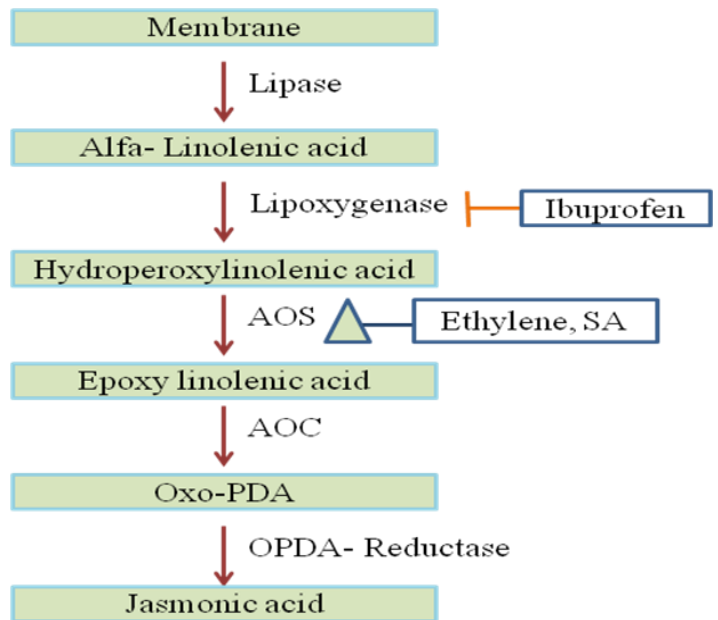 Membrane
Lipase
Alfa- Linolenic acid
Lipoxygenase
Ibuprofen
Hydroperoxylinolenic acid
AOS
Ethylene, SA
Epoxy linolenic acid
AOC
Oxo-PDA
OPDA- Reductase
Jasmonic acid